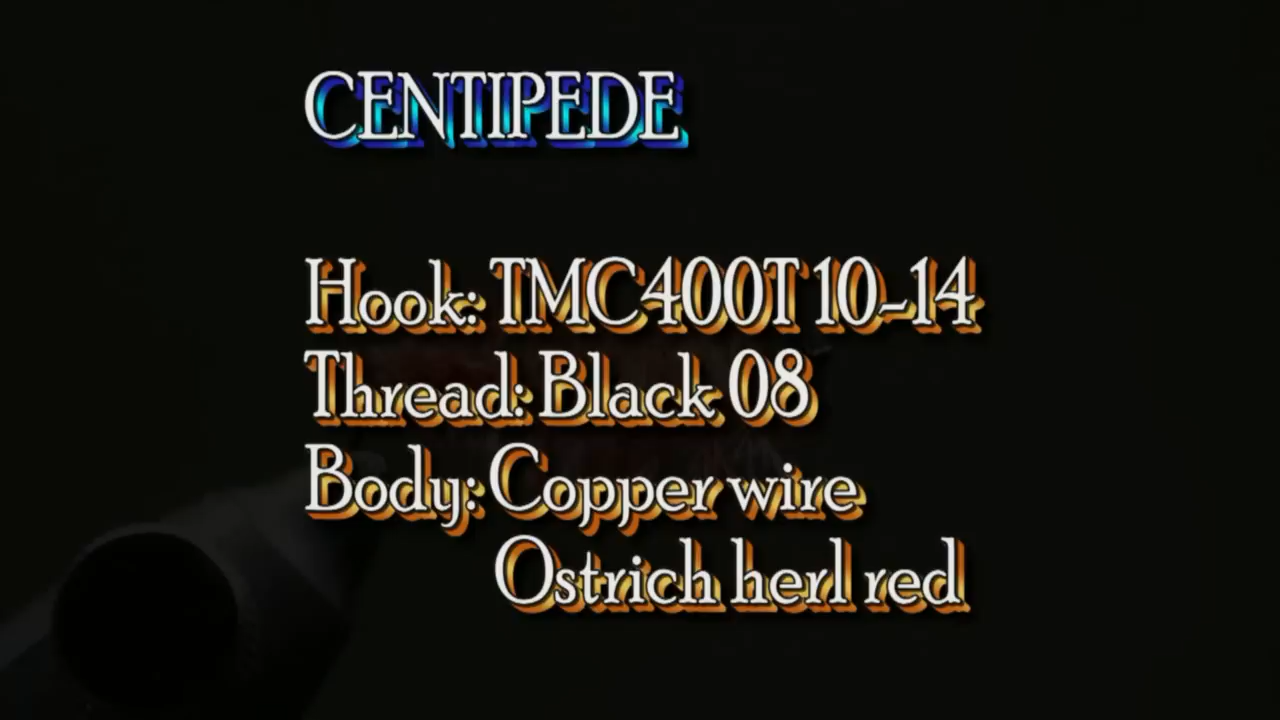 CENTIPEDE
Hook: TMC400T 10-14
Thread: Black 08
Body: Copper wire
Ostrich herl red